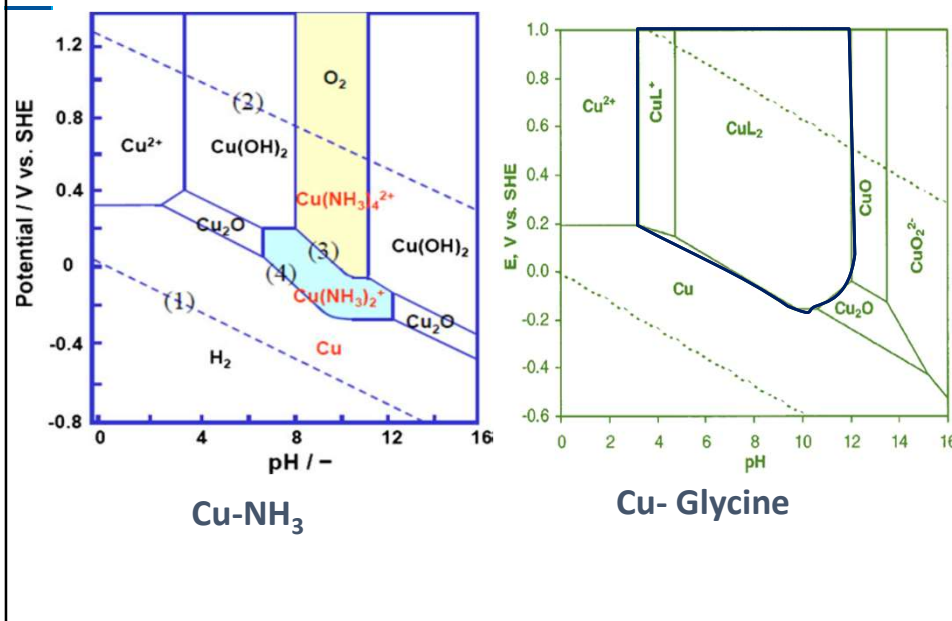 Potential / V vs. SHE
1.2
0.8
0.4
0
-0.4
-0.8
0
4
8
12
16
pH / −
(2)
O₂
Cu²⁺
Cu(OH)₂
Cu(NH₃)₄²⁺
Cu₂O
(3)
Cu(OH)₂
(4)
Cu(NH₃)₂⁺
(1)
Cu₂O
Cu
H₂
Cu-NH₃
E, V vs. SHE
1.0
0.8
0.6
0.4
0.2
0.0
-0.2
-0.4
-0.6
0
2
4
6
8
10
12
14
16
pH
Cu²⁺
CuL⁺
CuL₂
CuO
CuO₂²⁻
Cu
Cu₂O
Cu- Glycine